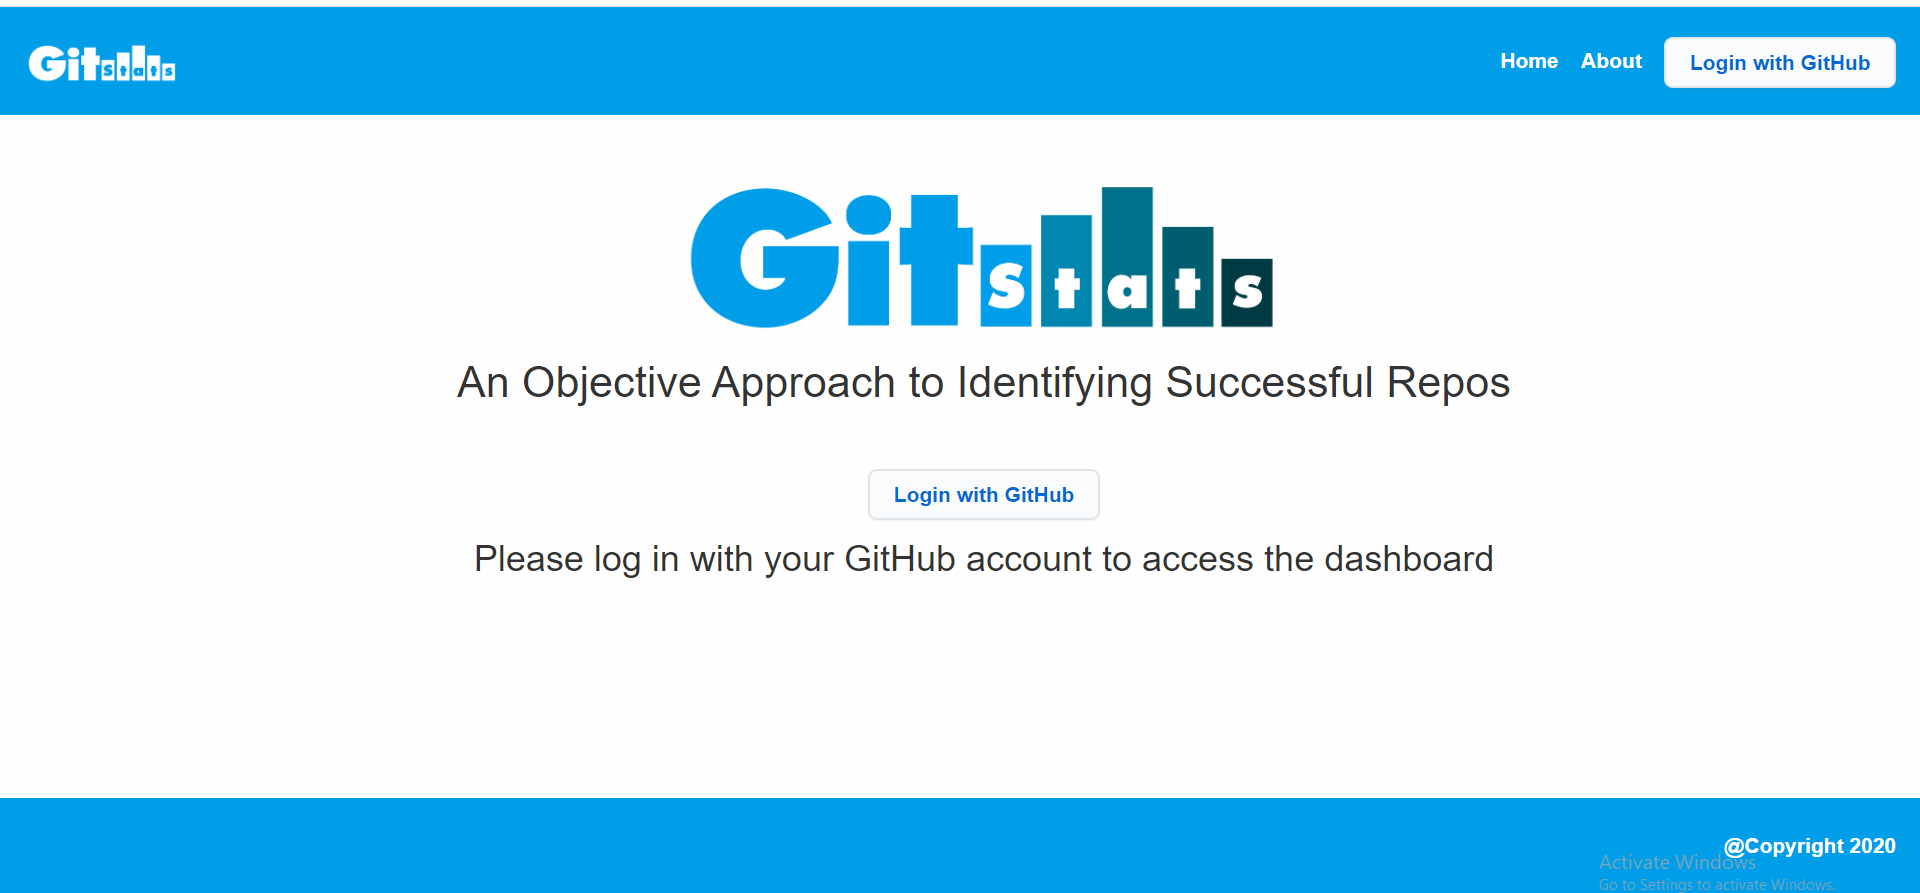 Gitstats
Home About Login with GitHub
Gitstats
An Objective Approach to Identifying Successful Repos
Login with GitHub
Please log in with your GitHub account to access the dashboard
@Copyright 2020
Activate Windows
Go to Settings to activate Windows.